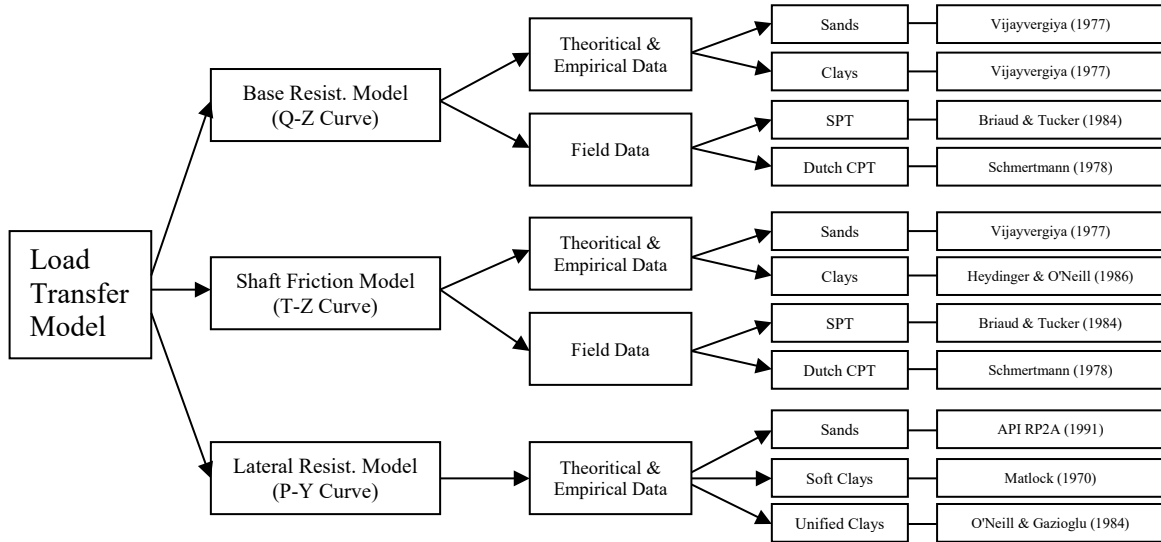 Load
Transfer
Model
Base Resist. Model
(Q-Z Curve)
Theoritical &
Empirical Data
Sands
Vijayvergiya (1977)
Clays
Vijayvergiya (1977)
Field Data
SPT
Briaud & Tucker (1984)
Dutch CPT
Schmertmann (1978)
Shaft Friction Model
(T-Z Curve)
Theoritical &
Empirical Data
Sands
Vijayvergiya (1977)
Clays
Heydinger & O'Neill (1986)
Field Data
SPT
Briaud & Tucker (1984)
Dutch CPT
Schmertmann (1978)
Lateral Resist. Model
(P-Y Curve)
Theoritical &
Empirical Data
Sands
API RP2A (1991)
Soft Clays
Matlock (1970)
Unified Clays
O'Neill & Gazioglu (1984)